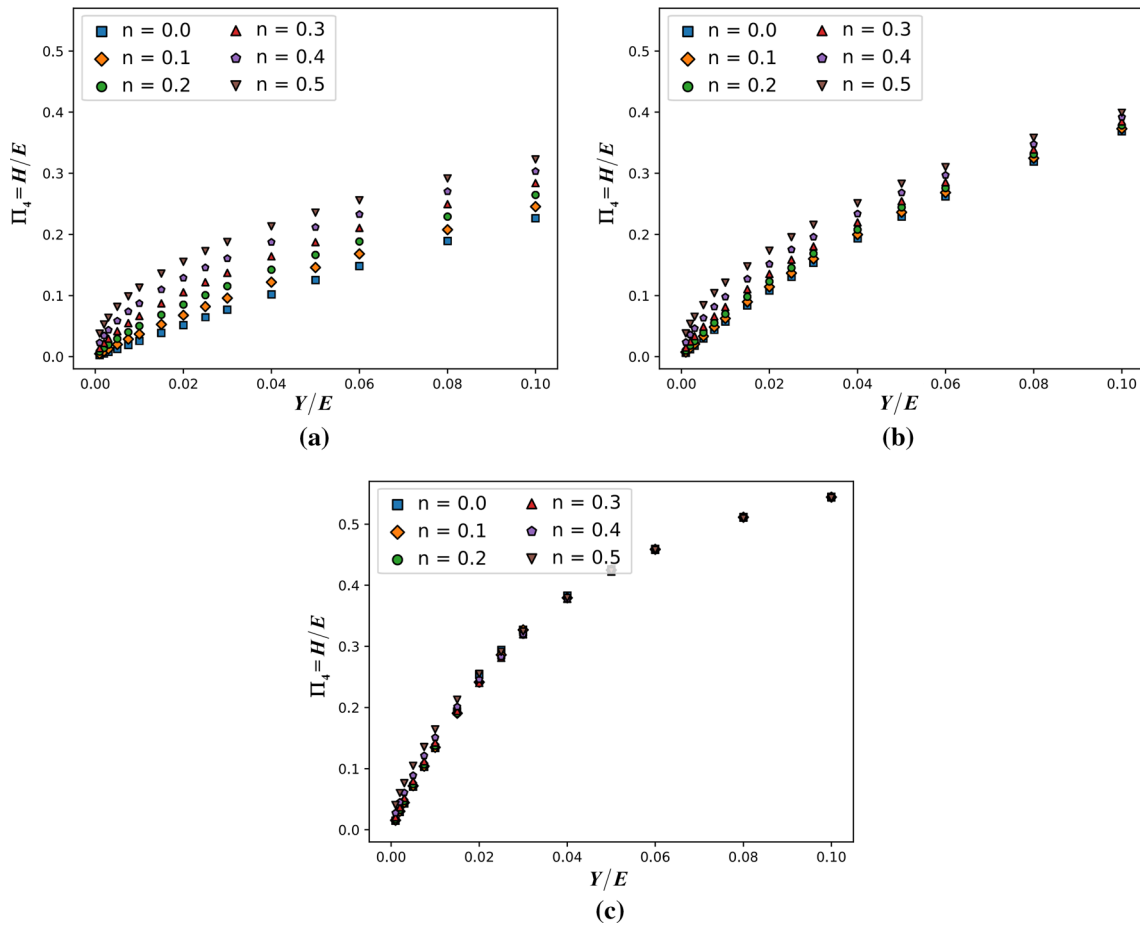 n = 0.0 n = 0.3
n = 0.1 n = 0.4
n = 0.2 n = 0.5
0.5
0.4
0.3
0.2
0.1
0.0
Π₄ = H/E
0.00 0.02 0.04 0.06 0.08 0.10
Y/E
(a)
n = 0.0 n = 0.3
n = 0.1 n = 0.4
n = 0.2 n = 0.5
0.5
0.4
0.3
0.2
0.1
0.0
Π₄ = H/E
0.00 0.02 0.04 0.06 0.08 0.10
Y/E
(b)
n = 0.0 n = 0.3
n = 0.1 n = 0.4
n = 0.2 n = 0.5
0.5
0.4
0.3
0.2
0.1
0.0
Π₄ = H/E
0.00 0.02 0.04 0.06 0.08 0.10
Y/E
(c)